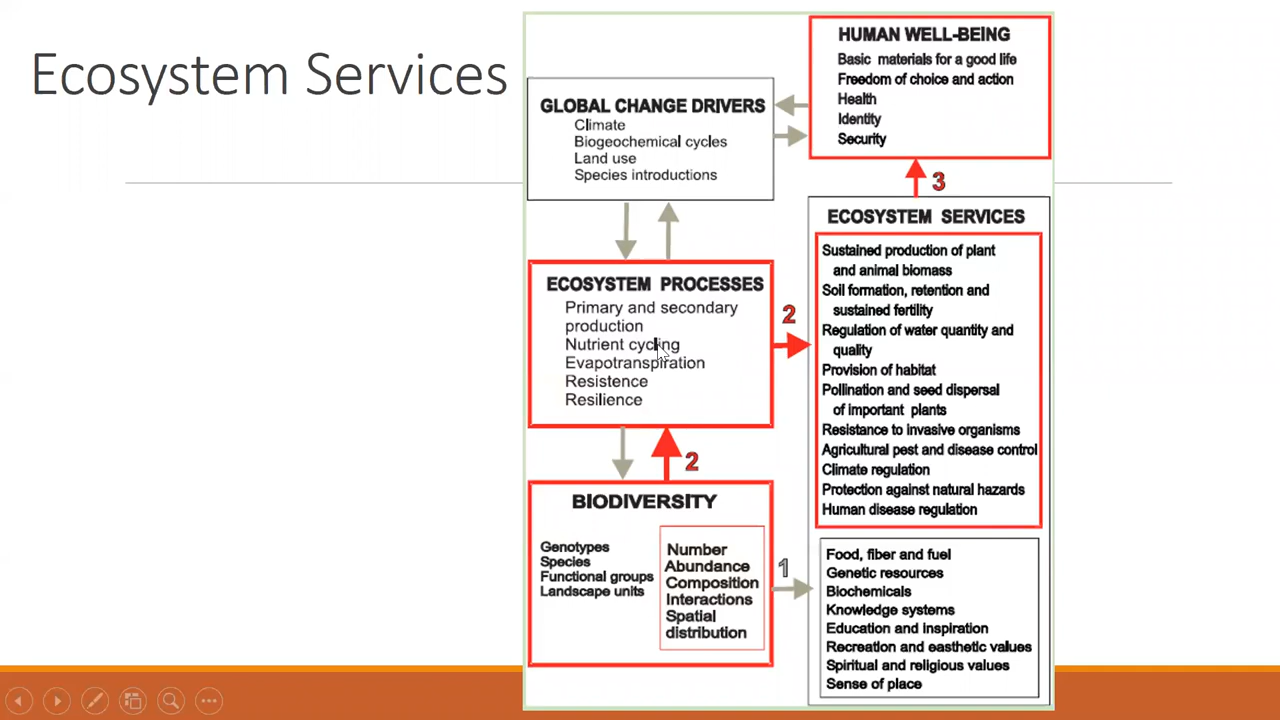 Ecosystem Services
GLOBAL CHANGE DRIVERS
Climate
Biogeochemical cycles
Land use
Species introductions
HUMAN WELL-BEING
Basic materials for a good life
Freedom of choice and action
Health
Identity
Security
3
ECOSYSTEM PROCESSES
Primary and secondary
production
Nutrient cycling
Evapotranspiration
Resistence
Resilience
2
ECOSYSTEM SERVICES
Sustained production of plant
and animal biomass
Soil formation, retention and
sustained fertility
Regulation of water quantity and
quality
Provision of habitat
Pollination and seed dispersal
of important plants
Resistance to invasive organisms
Agricultural pest and disease control
Climate regulation
Protection against natural hazards
Human disease regulation
2
BIODIVERSITY
Genotypes
Species
Functional groups
Landscape units
Number
Abundance
Composition
Interactions
Spatial
distribution
1
Food, fiber and fuel
Genetic resources
Biochemicals
Knowledge systems
Education and inspiration
Recreation and easthetic values
Spiritual and religious values
Sense of place